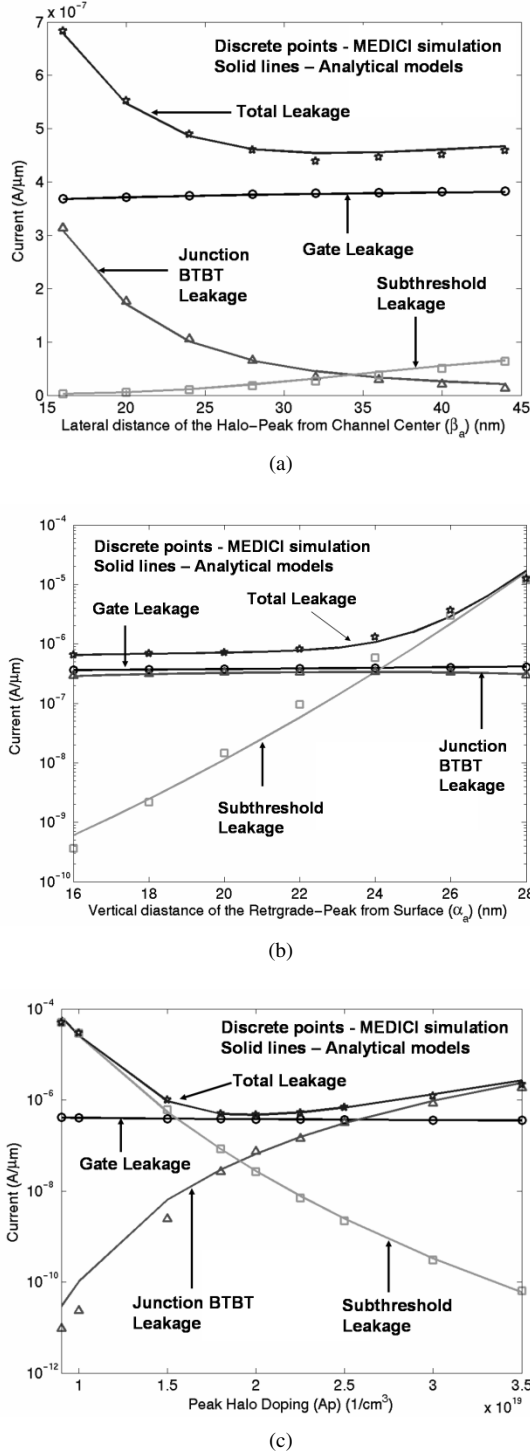 7
x 10⁻⁷
6
5
4
3
2
1
0
Current (A/μm)
Discrete points - MEDICI simulation
Solid lines – Analytical models
Total Leakage
Gate Leakage
Junction
BTBT
Leakage
Subthreshold
Leakage
15 20 25 30 35 40 45
Lateral distance of the Halo–Peak from Channel Center (βₐ) (nm)
(a)
10⁻⁴
10⁻⁵
10⁻⁶
10⁻⁷
10⁻⁸
10⁻⁹
10⁻¹⁰
Current (A/μm)
Discrete points - MEDICI simulation
Solid lines – Analytical models
Gate Leakage
Total Leakage
Junction
BTBT
Leakage
Subthreshold
Leakage
16 18 20 22 24 26 28
Vertical diastance of the Retrgrade–Peak from Surface (αₐ) (nm)
(b)
10⁻⁴
10⁻⁶
10⁻⁸
10⁻¹⁰
10⁻¹²
Current (A/μm)
Discrete points - MEDICI simulation
Solid lines – Analytical models
Total Leakage
Gate Leakage
Junction BTBT
Leakage
Subthreshold
Leakage
1 1.5 2 2.5 3 3.5
Peak Halo Doping (Ap) (1/cm³)
x 10¹⁹
(c)